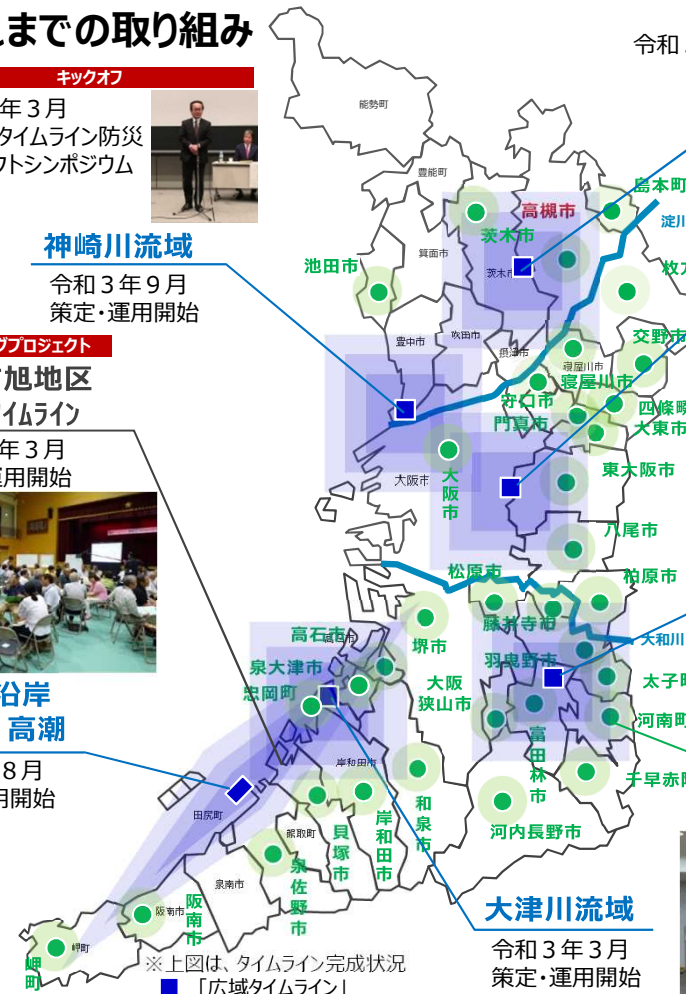 までの取り組み
令和
キックオフ
年３月
タイムライン防災
クトシンポジウム
神崎川流域
令和３年９月
策定・運用開始
グプロジェクト
旭地区
イムライン
年３月
運用開始
沿岸
高潮
８月
用開始
能勢町
豊能町
箕面市
池田市
茨木市
高槻市
茨木市
島本町
淀川
枚方
豊中市
吹田市
摂津市
寝屋川市
交野市
寝屋川市
守口市
門真市
四條畷
大東市
大阪市
大阪市
東大阪市
八尾市
松原市
柏原市
藤井寺市
大和川
堺市
高石市
泉大津市
忠岡町
羽曳野市
大阪
狭山市
太子町
河南町
富田林市
千早赤阪
河内長野市
岸和田市
和泉市
岸和田市
貝塚市
熊取町
田尻町
泉佐野市
泉南市
阪南市
阪南市
岬町
岬町
大津川流域
令和３年３月
策定・運用開始
※上図は、タイムライン完成状況
■ 「広域タイムライン」